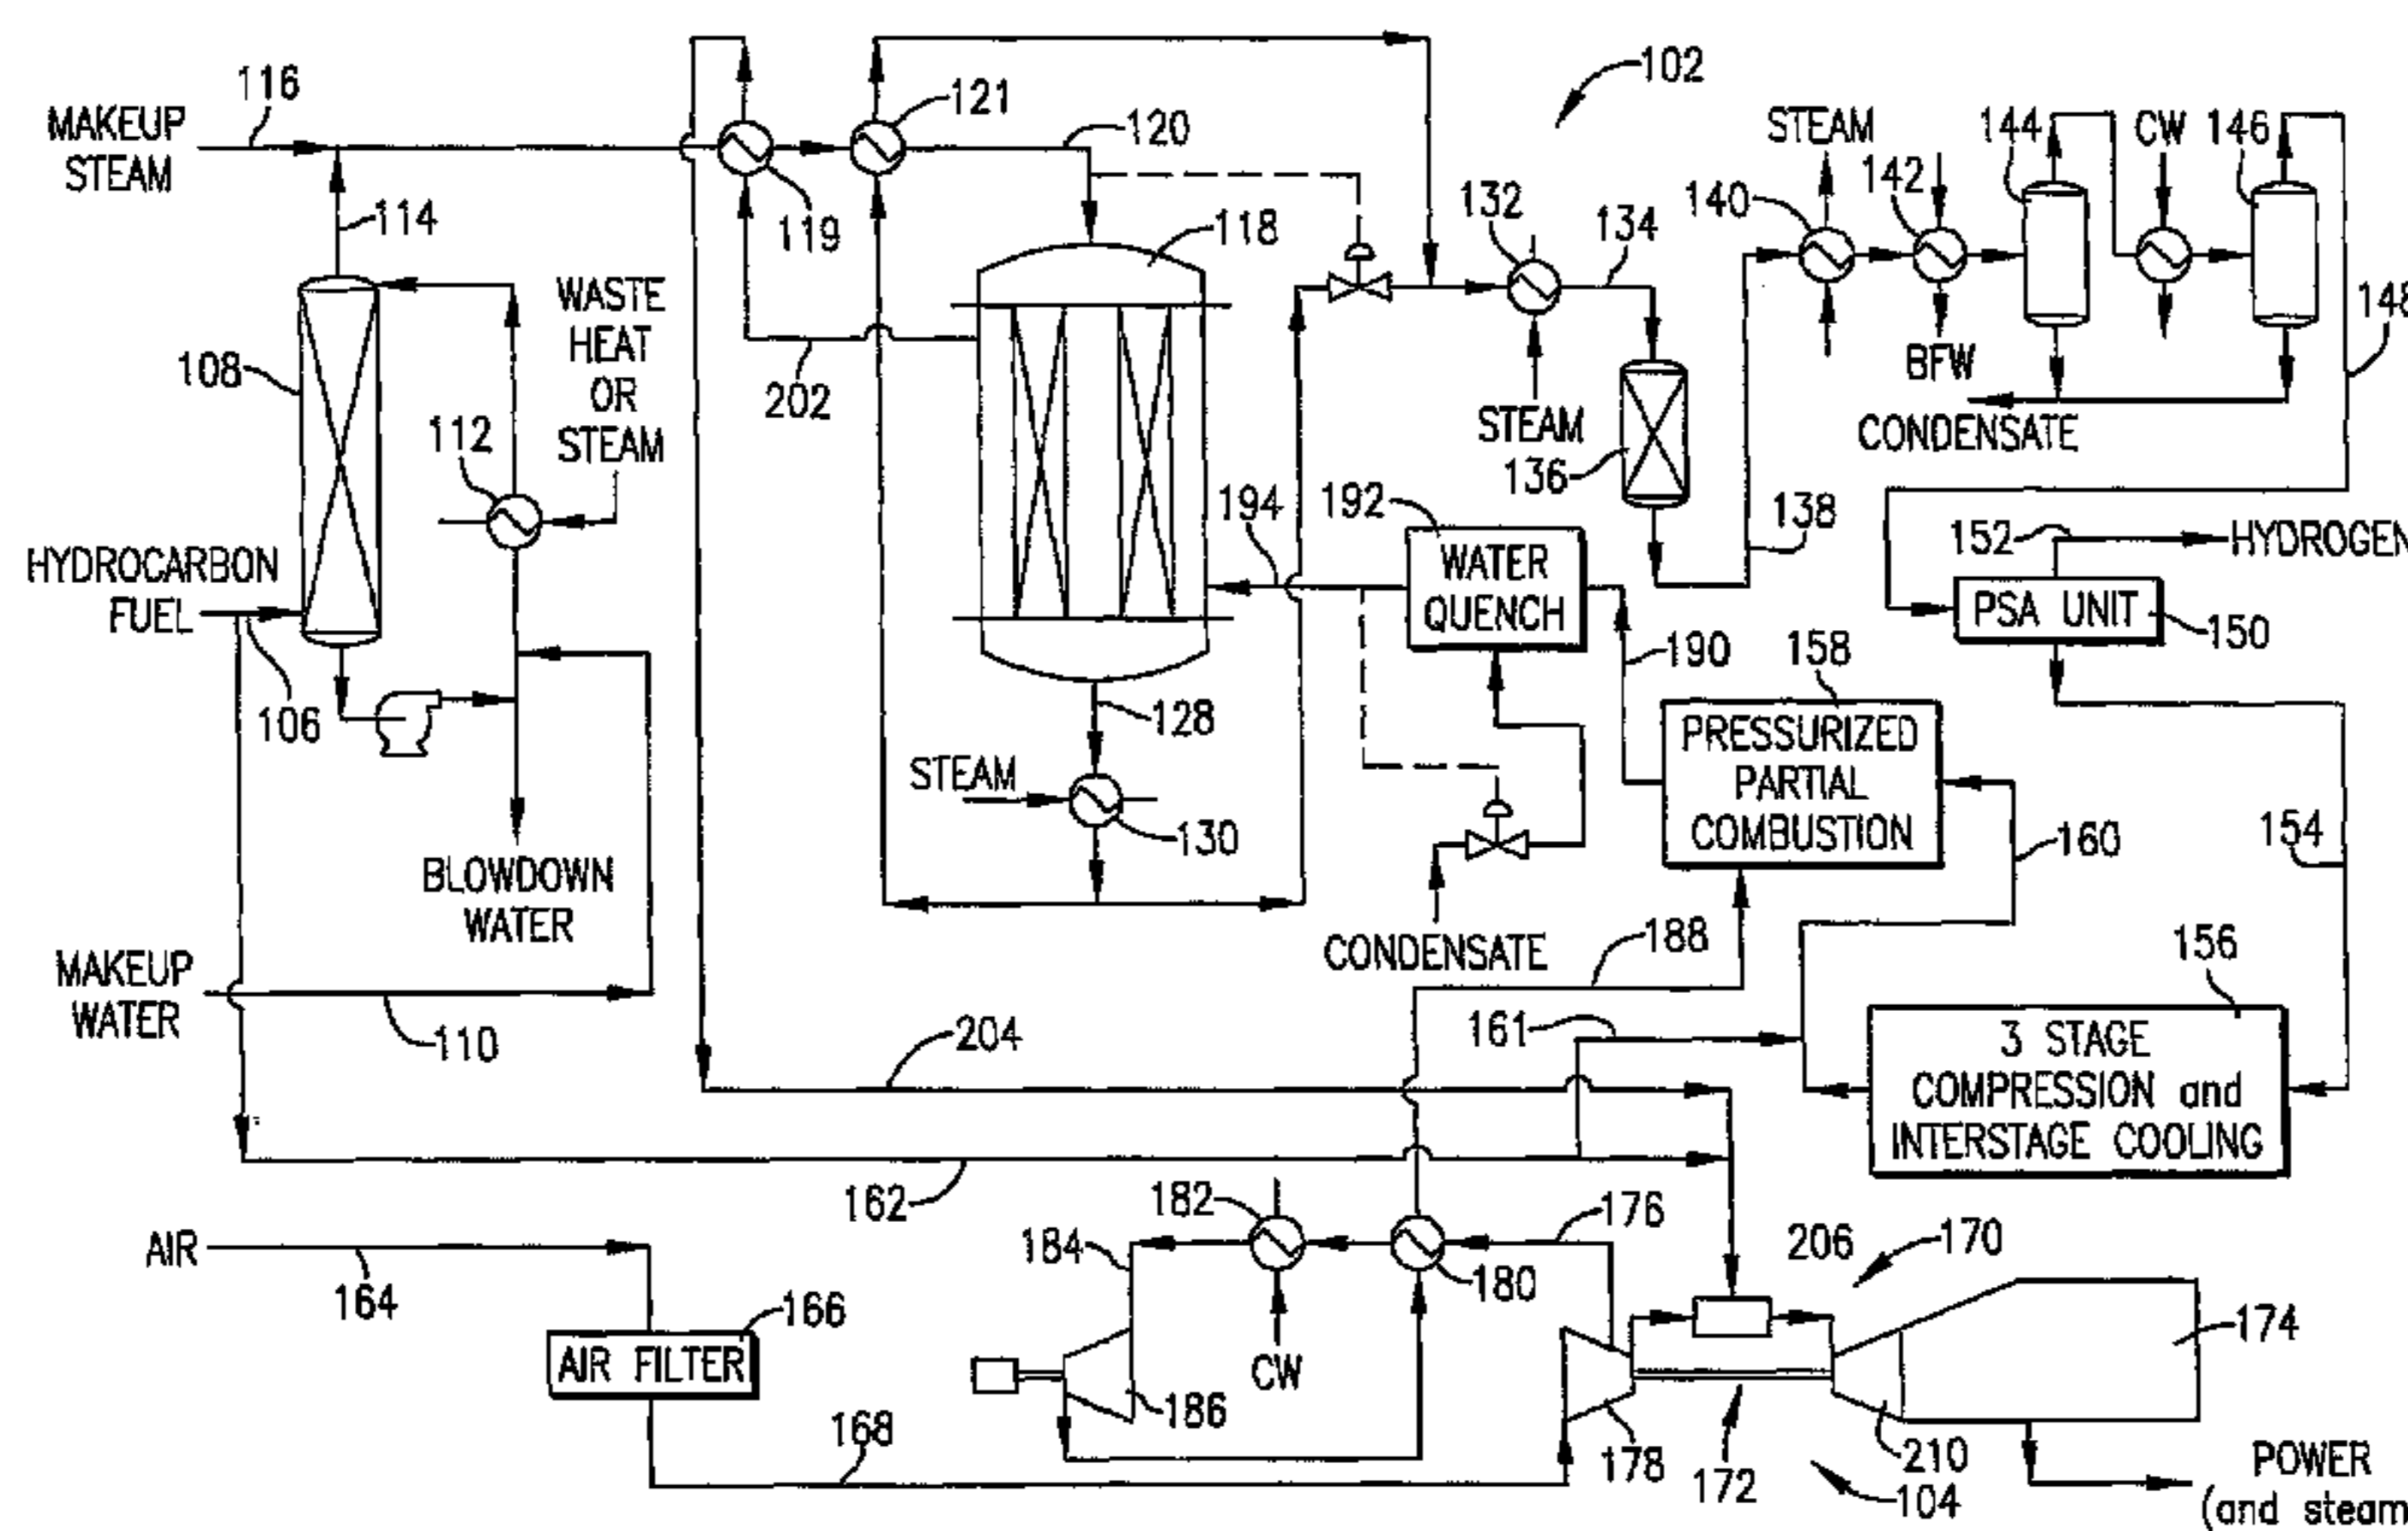 102
116
MAKEUP
STEAM
121
120
STEAM
144
CW
146
114
119
118
132
134
140
142
148
108
WASTE
HEAT
OR
STEAM
202
BFW
CONDENSATE
112
STEAM
136
138
194
192
WATER
QUENCH
152
HYDROGEN
PSA UNIT
150
HYDROCARBON
FUEL
106
190
158
PRESSURIZED
PARTIAL
COMBUSTION
128
STEAM
130
160
154
BLOWDOWN
WATER
CONDENSATE
188
156
MAKEUP
WATER
110
204
161
3 STAGE
COMPRESSION and
INTERSTAGE COOLING
162
182
176
AIR
164
184
180
206
170
166
AIR FILTER
CW
174
186
168
178
172
210
104
POWER
(and steam